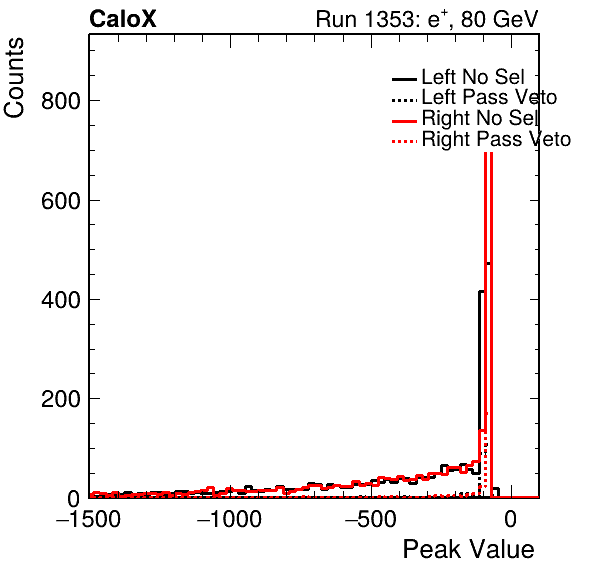 CaloX Run 1353: e⁺, 80 GeV
Counts
Left No Sel
Left Pass Veto
Right No Sel
Right Pass Veto
800
600
400
200
0
−1500 −1000 −500 0
Peak Value